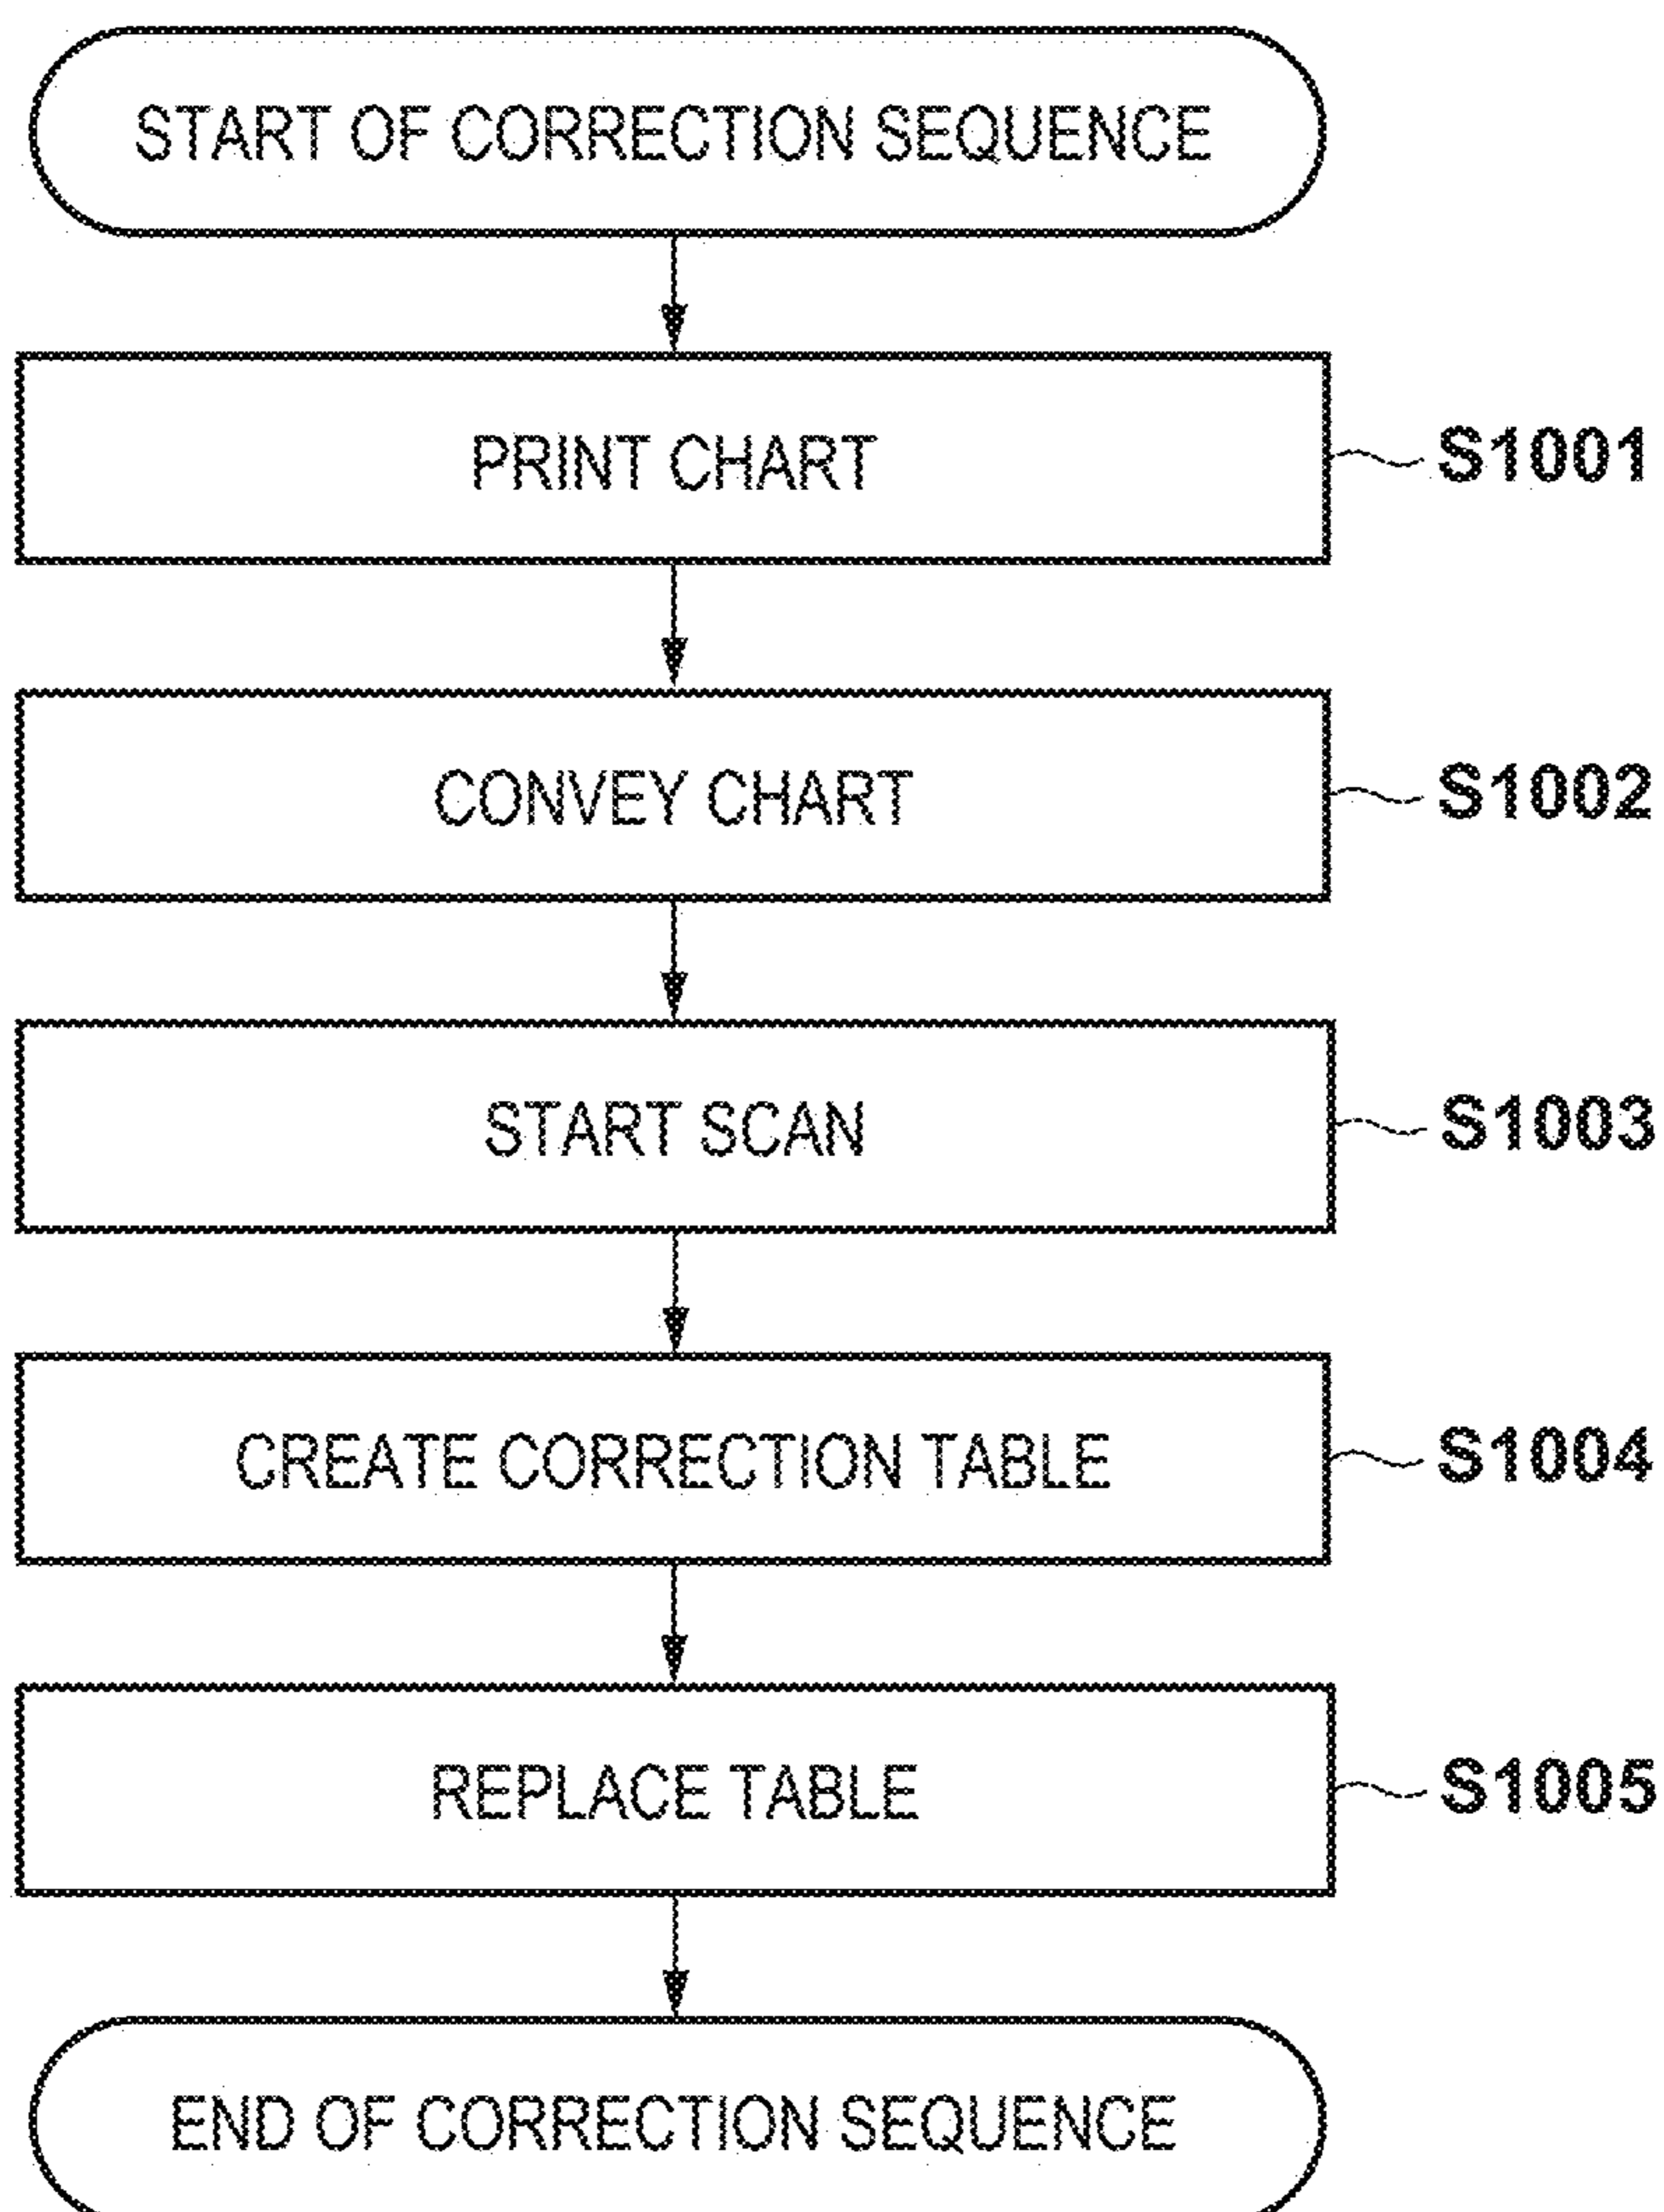 START OF CORRECTION SEQUENCE
PRINT CHART
S1001
CONVEY CHART
S1002
START SCAN
S1003
CREATE CORRECTION TABLE
S1004
REPLACE TABLE
S1005
END OF CORRECTION SEQUENCE